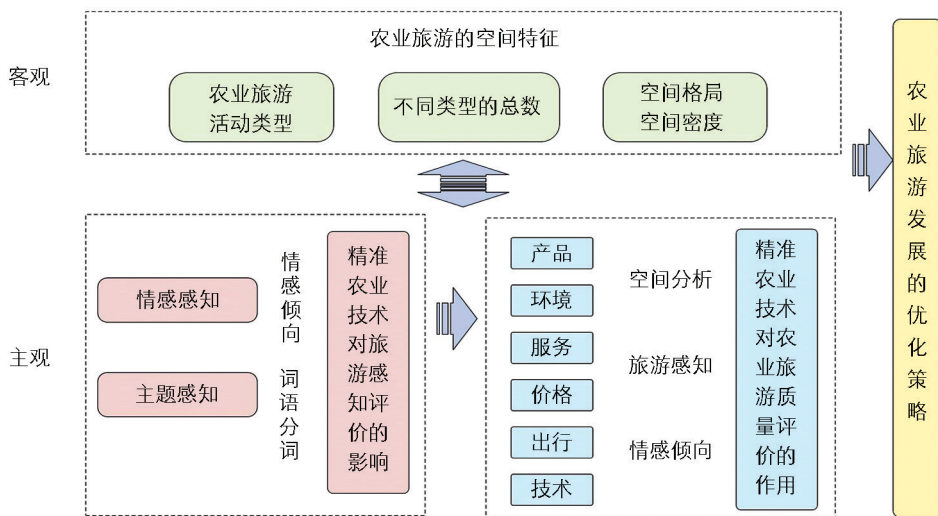 客观
农业旅游的空间特征
农业旅游
活动类型
不同类型的总数
空间格局
空间密度
主观
情感感知
主题感知
情感倾向
词语分词
精准
农业
技术
对旅
游感
知评
价的
影响
产品
环境
服务
价格
出行
技术
空间分析
旅游感知
情感倾向
精准
农业
技术
对农
业旅
游质
量评
价的
作用
农业旅游发展的优化策略